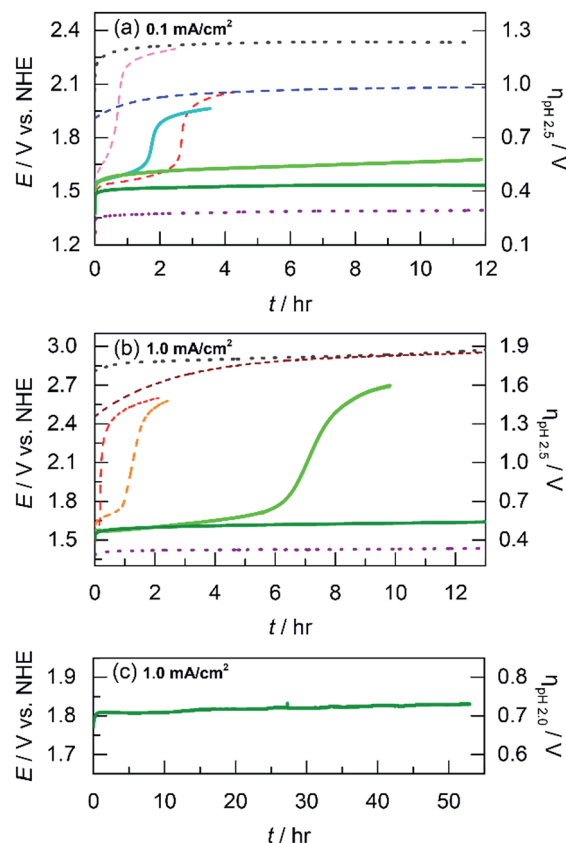 (a) 0.1 mA/cm²
E / V vs. NHE
2.4
2.1
1.8
1.5
1.2
1.3
1.0
0.7
0.4
0.1
η pH 2.5 / V
0 2 4 6 8 10 12
t / hr
(b) 1.0 mA/cm²
E / V vs. NHE
3.0
2.7
2.4
2.1
1.8
1.5
1.9
1.6
1.3
1.0
0.7
0.4
η pH 2.5 / V
0 2 4 6 8 10 12
t / hr
(c) 1.0 mA/cm²
E / V vs. NHE
1.9
1.8
1.7
0.8
0.7
0.6
η pH 2.0 / V
0 10 20 30 40 50
t / hr